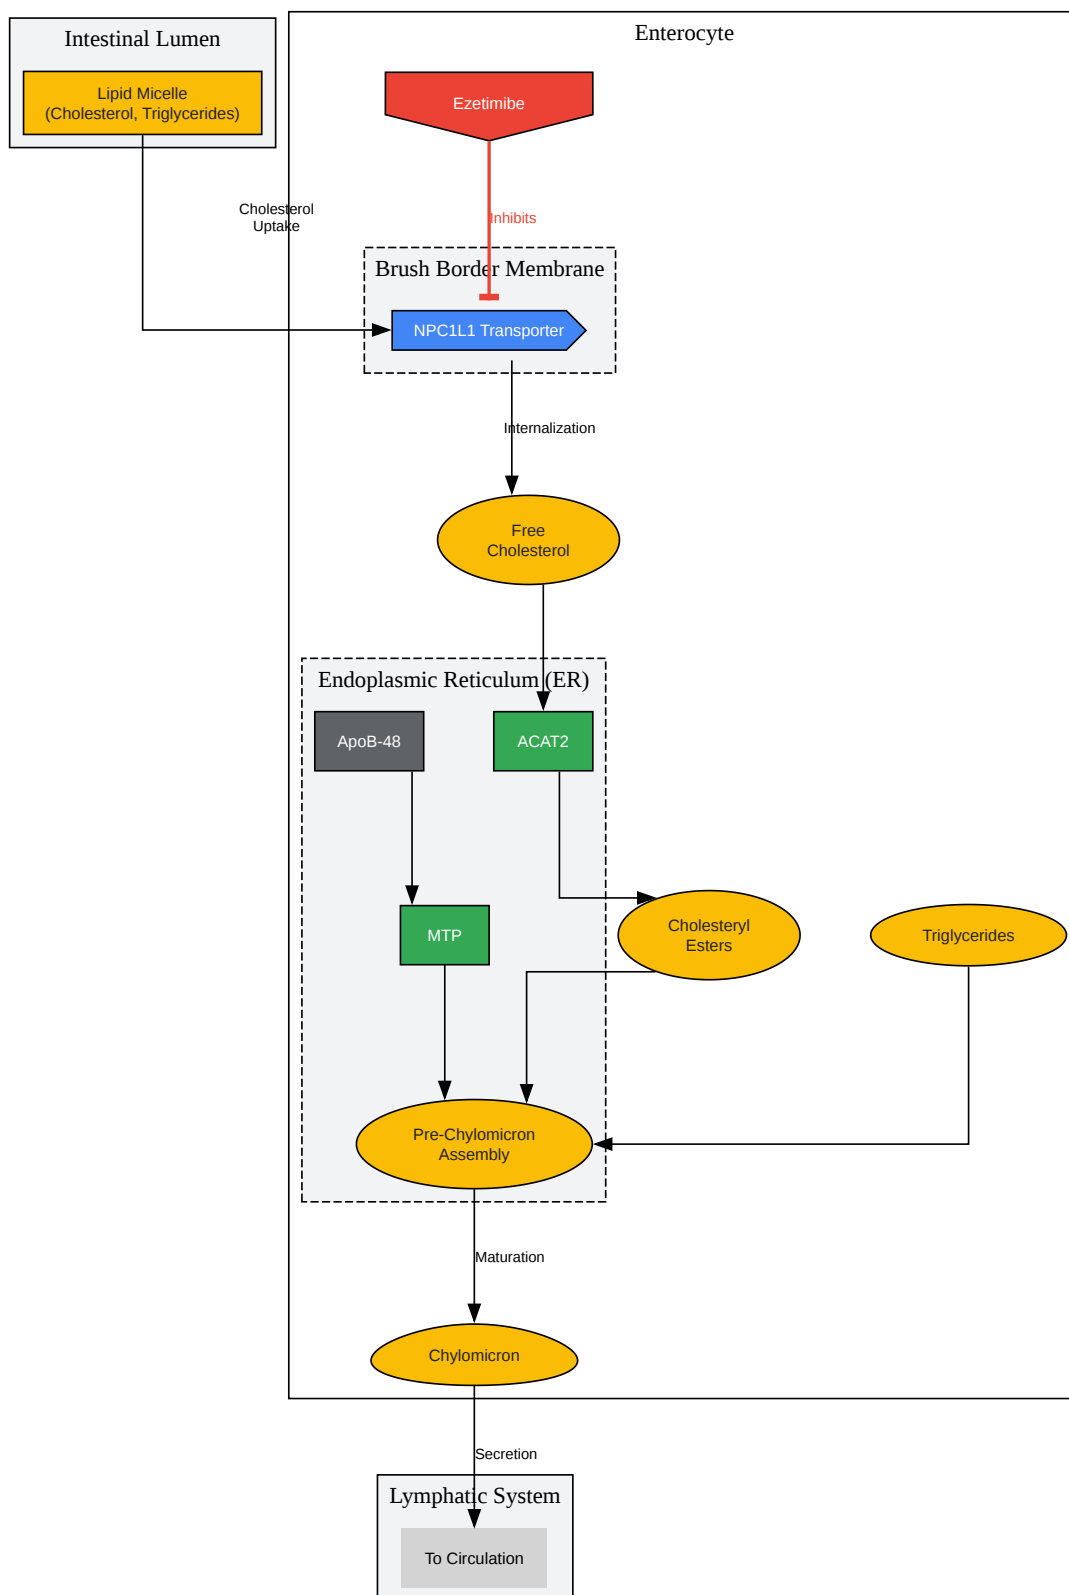 Intestinal Lumen
Lipid Micelle
(Cholesterol, Triglycerides)
Enterocyte
Ezetimibe
Cholesterol
Uptake
Inhibits
Brush Border Membrane
NPC1L1 Transporter
Internalization
Free
Cholesterol
Endoplasmic Reticulum (ER)
ApoB-48
ACAT2
MTP
Cholesteryl
Esters
Triglycerides
Pre-Chylomicron
Assembly
Maturation
Chylomicron
Secretion
Lymphatic System
To Circulation